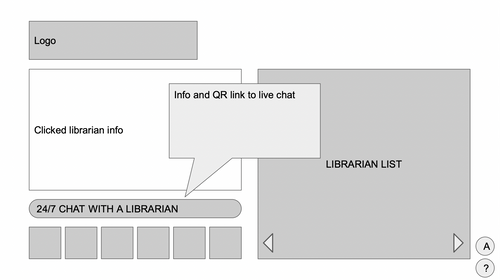 Logo
Info and QR link to live chat
Clicked librarian info
LIBRARIAN LIST
24/7 CHAT WITH A LIBRARIAN
A
?